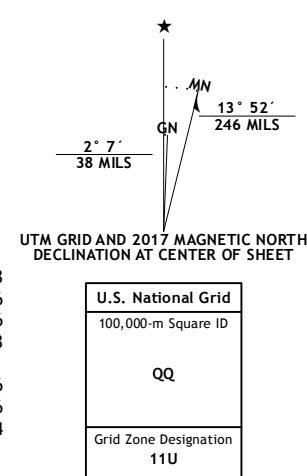 ★
MN
GN
13° 52´
246 MILS
2° 7´
38 MILS
UTM GRID AND 2017 MAGNETIC NORTH
DECLINATION AT CENTER OF SHEET
U.S. National Grid
100,000-m Square ID
QQ
Grid Zone Designation
11U